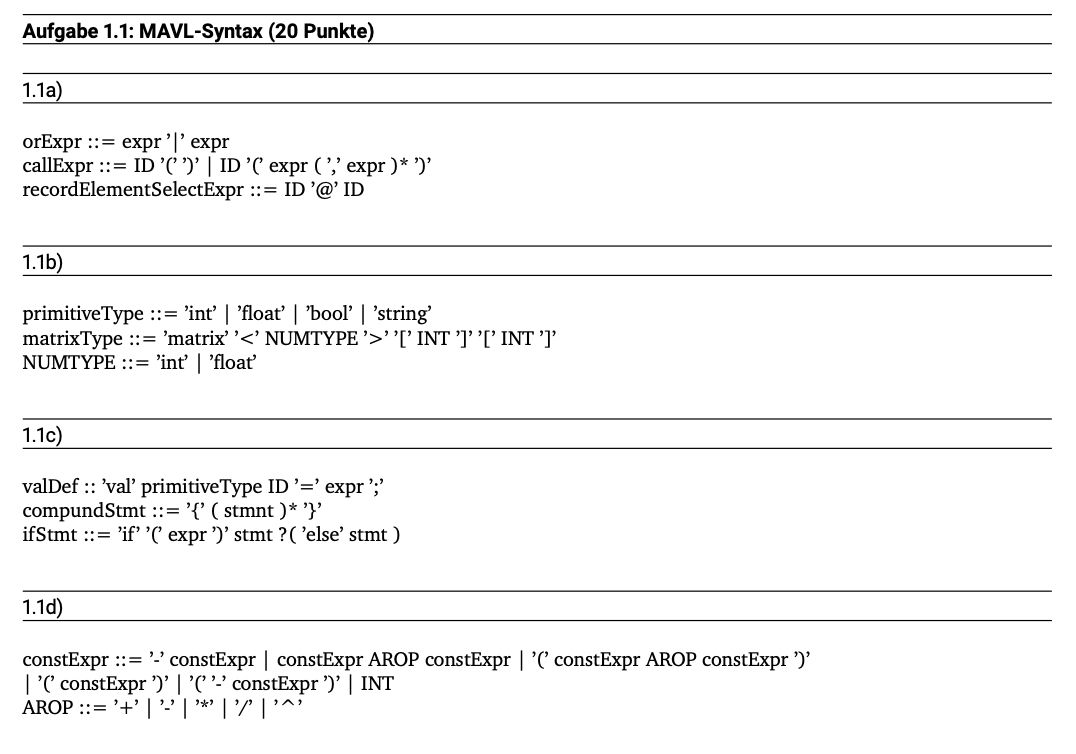 Aufgabe 1.1: MAVL-Syntax (20 Punkte)
1.1a)
orExpr ::= expr ’|’ expr
callExpr ::= ID ’(’ ’)’ | ID ’(’ expr ( ’,’ expr )* ’)’
recordElementSelectExpr ::= ID ’@’ ID
1.1b)
primitiveType ::= ’int’ | ’float’ | ’bool’ | ’string’
matrixType ::= ’matrix’ ’<’ NUMTYPE ’>’ ’[’ INT ’]’ ’[’ INT ’]’
NUMTYPE ::= ’int’ | ’float’
1.1c)
valDef :: ’val’ primitiveType ID ’=’ expr ’;’
compundStmt ::= ’{’ ( stmnt )* ’}’
ifStmt ::= ’if’ ’(’ expr ’)’ stmt ?( ’else’ stmt )
1.1d)
constExpr ::= ’-’ constExpr | constExpr AROP constExpr | ’(’ constExpr AROP constExpr ’)’
| ’(’ constExpr ’)’ | ’(’ ’-’ constExpr ’)’ | INT
AROP ::= ’+’ | ’-’ | ’*’ | ’/’ | ’^’